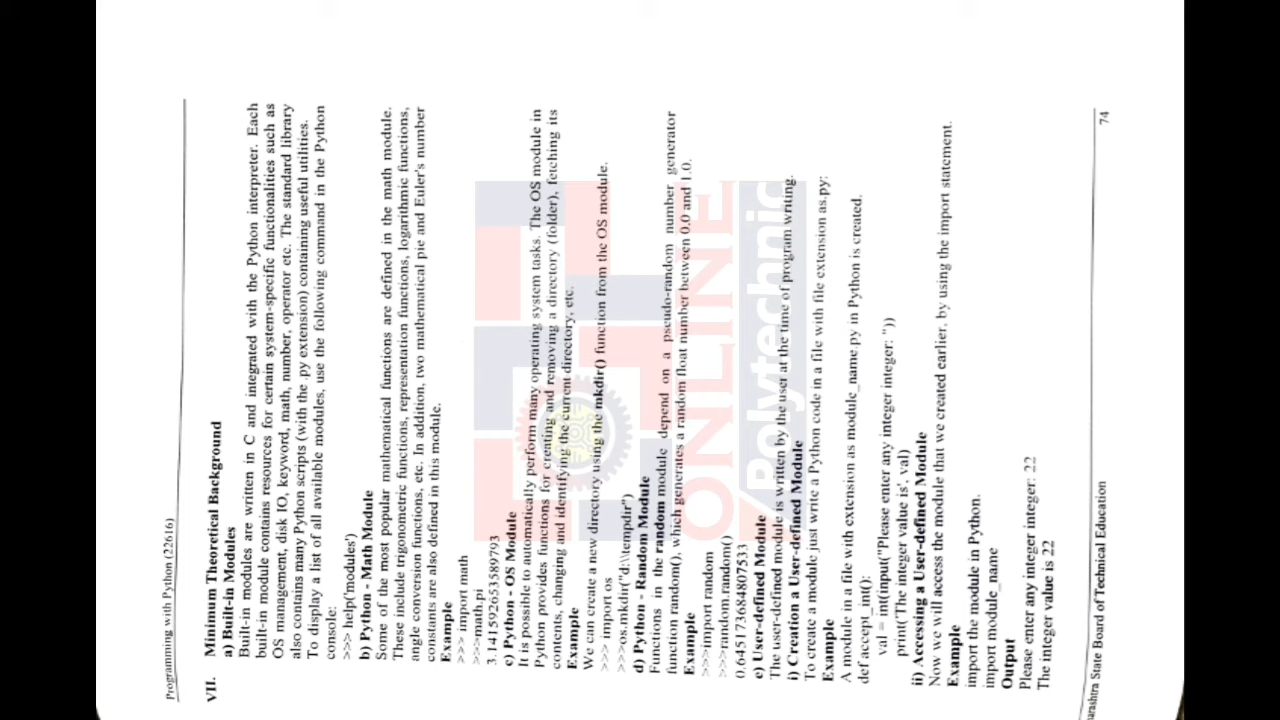 Programming with Python (22616)
VII. Minimum Theoretical Background
a) Built-in Modules
Built-in modules are written in C and integrated with the Python interpreter. Each
built-in module contains resources for certain system-specific functionalities such as
OS management, disk IO, keyword, math, number, operator etc. The standard library
also contains many Python scripts (with the .py extension) containing useful utilities.
To display a list of all available modules, use the following command in the Python
console:
>>> help('modules')
b) Python - Math Module
Some of the most popular mathematical functions are defined in the math module.
These include trigonometric functions, representation functions, logarithmic functions,
angle conversion functions, etc. In addition, two mathematical pie and Euler's number
constants are also defined in this module.
Example
>>> import math
>>>math.pi
3.141592653589793
c) Python - OS Module
It is possible to automatically perform many operating system tasks. The OS module in
Python provides functions for creating and removing a directory (folder), fetching its
contents, changing and identifying the current directory, etc.
Example
We can create a new directory using the mkdir() function from the OS module.
>>> import os
>>>os.mkdir("d:\\tempdir")
d) Python - Random Module
Functions in the random module depend on a pseudo-random number generator
function random(), which generates a random float number between 0.0 and 1.0.
Example
>>>import random
>>>random.random()
0.645173684807533
e) User-defined Module
The user-defined module is written by the user at the time of program writing.
i) Creation a User-defined Module
To create a module just write a Python code in a file with file extension as.py:
Example
A module in a file with extension as module_name.py in Python is created.
def accept_int():
val = int(input("Please enter any integer integer: "))
print('The integer value is', val)
ii) Accessing a User-defined Module
Now we will access the module that we created earlier, by using the import statement.
Example
import the module in Python.
import module_name
Output
Please enter any integer integer: 22
The integer value is 22
arashtra State Board of Technical Education 74
ONLINE
Polytechnic